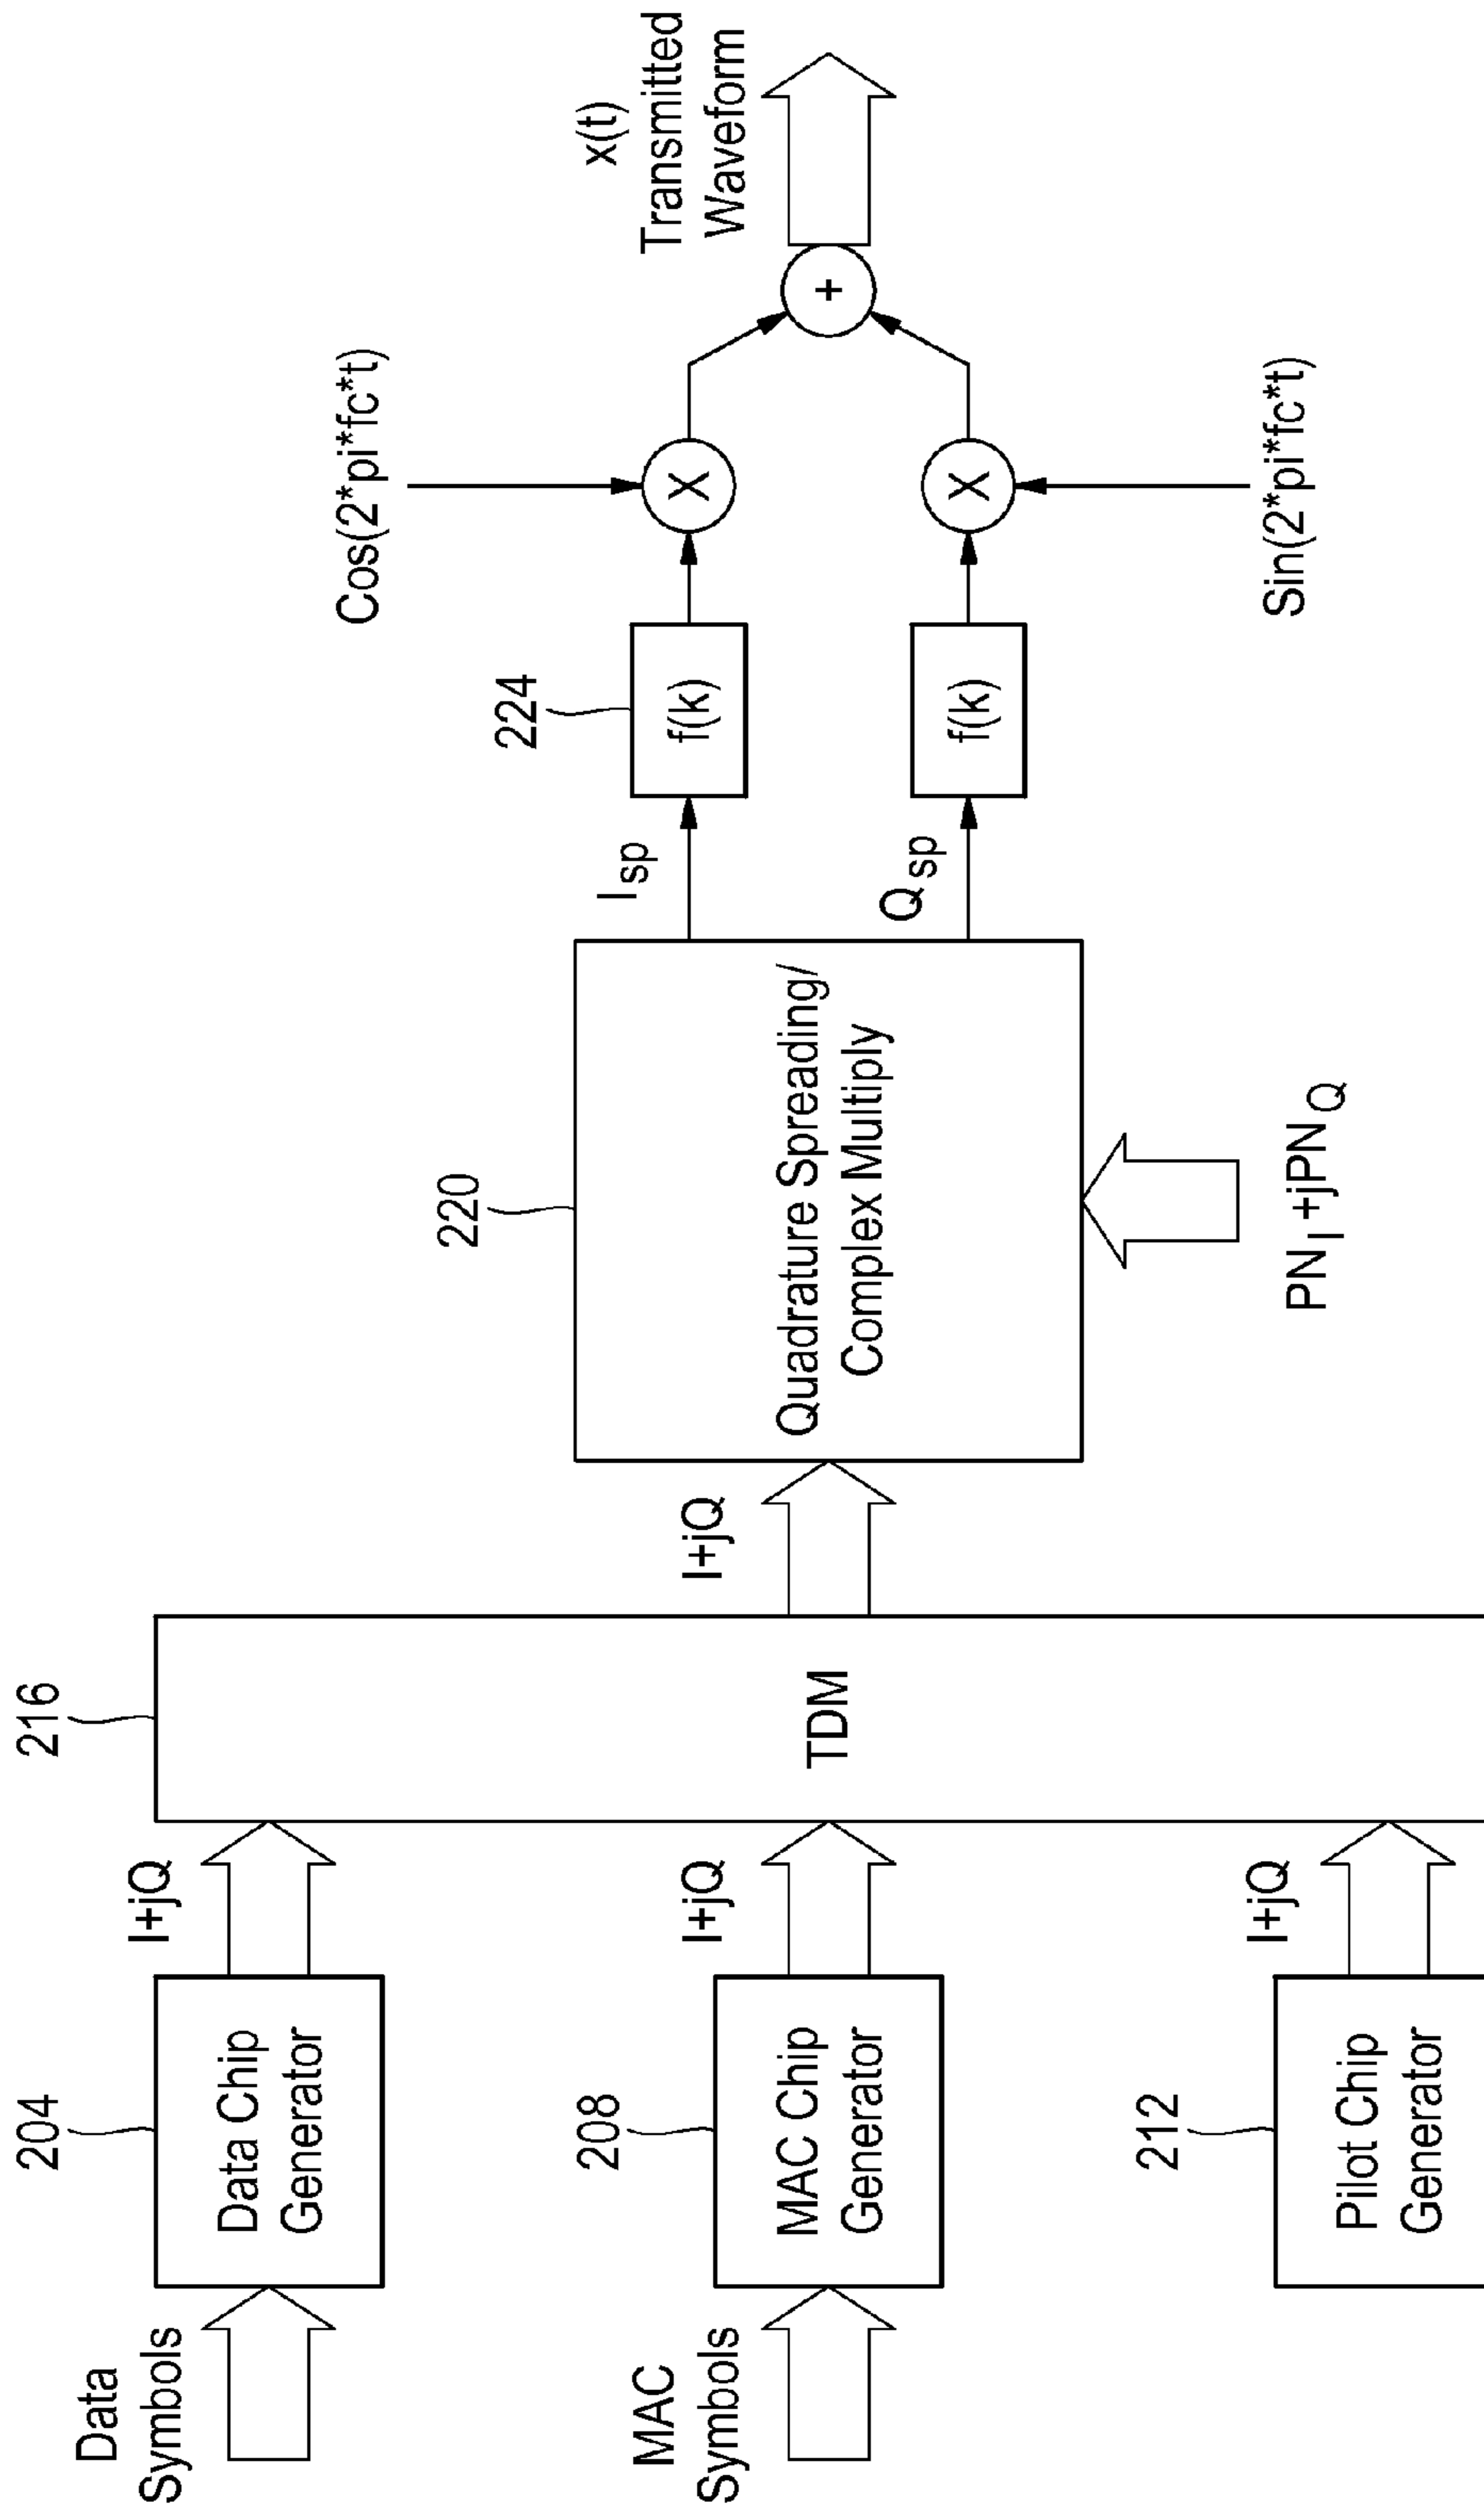 Data
Symbols
204
Data Chip
Generator
I+jQ
MAC
Symbols
208
MAC Chip
Generator
I+jQ
212
Pilot Chip
Generator
I+jQ
216
TDM
I+jQ
220
Quadrature Spreading/
Complex Multiply
PNI+jPNQ
Isp
Qsp
224
f(k)
f(k)
Cos(2*pi*fc*t)
X
X
Sin(2*pi*fc*t)
+
x(t)
Transmitted
Waveform